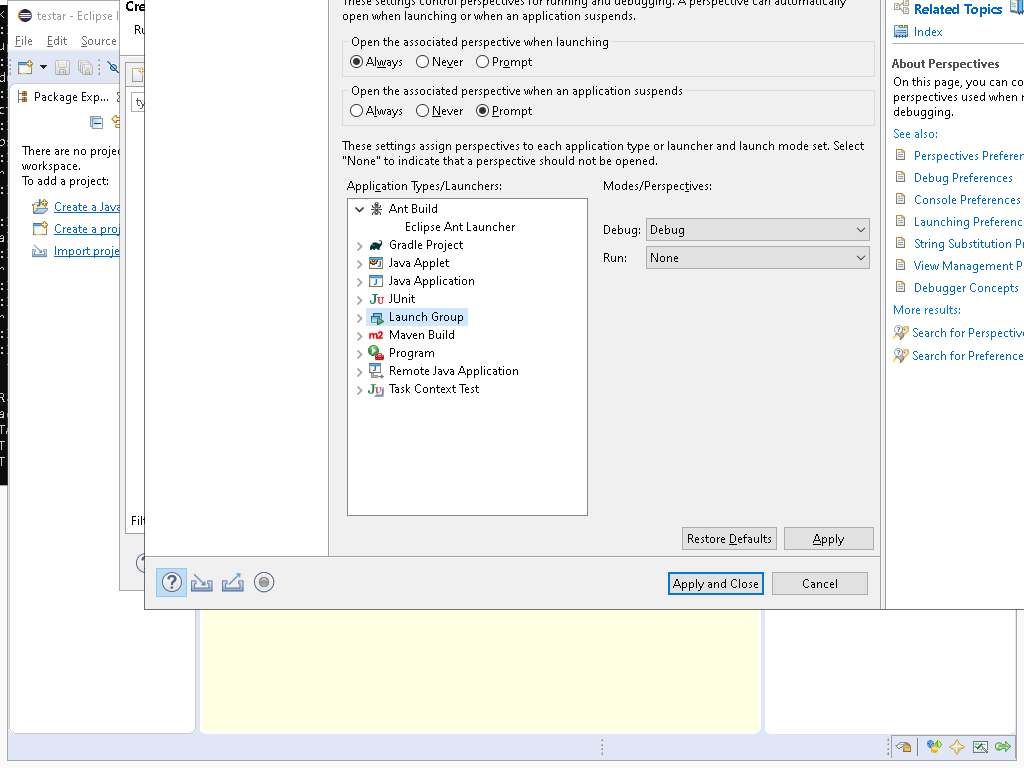 testar - Eclipse I
File Edit Source
Package Exp...
There are no proje
workspace.
To add a project:
Create a Java
Create a proj
Import proje
Cre
Ru
ty
Filt
These settings control perspectives for running and debugging. A perspective can automatically
open when launching or when an application suspends.
Open the associated perspective when launching
Always Never Prompt
Open the associated perspective when an application suspends
Always Never Prompt
These settings assign perspectives to each application type or launcher and launch mode set. Select
"None" to indicate that a perspective should not be opened.
Application Types/Launchers:
Ant Build
Eclipse Ant Launcher
Gradle Project
Java Applet
Java Application
JUnit
Launch Group
Maven Build
Program
Remote Java Application
Task Context Test
Modes/Perspectives:
Debug: Debug
Run: None
Restore Defaults Apply
Apply and Close Cancel
Related Topics
Index
About Perspectives
On this page, you can co
perspectives used when r
debugging.
See also:
Perspectives Preferer
Debug Preferences
Console Preferences
Launching Preferenc
String Substitution Pr
View Management P
Debugger Concepts
More results:
Search for Perspective
Search for Preference